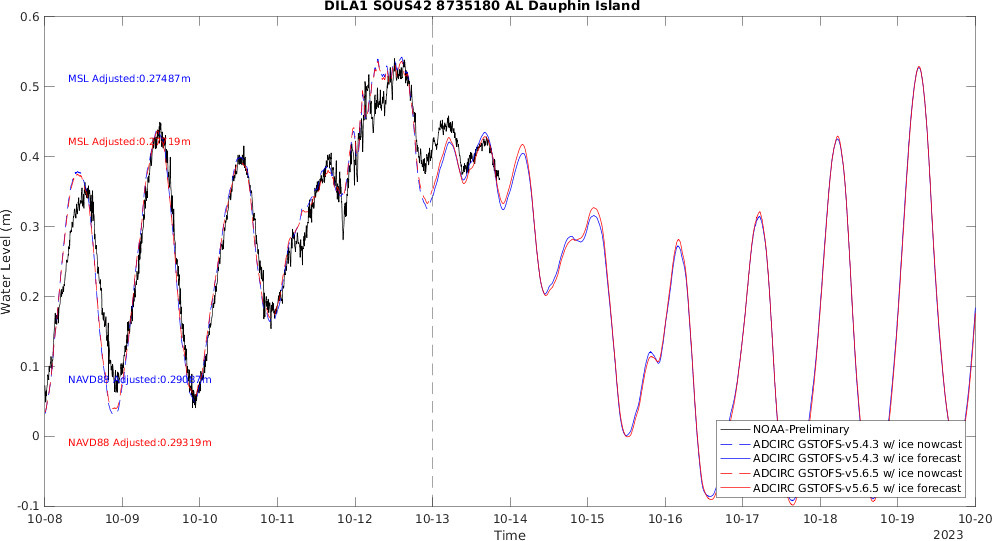 DILA1 SOUS42 8735180 AL Dauphin Island
0.6
0.5
0.4
0.3
0.2
0.1
0
-0.1
Water Level (m)
MSL Adjusted:0.27487m
NAVD88 Adjusted:0.29319m
NOAA-Preliminary
ADCIRC GSTOFS-v5.4.3 w/ ice nowcast
ADCIRC GSTOFS-v5.4.3 w/ ice forecast
ADCIRC GSTOFS-v5.6.5 w/ ice nowcast
ADCIRC GSTOFS-v5.6.5 w/ ice forecast
MSL
NAVD88
10-08 10-09 10-10 10-11 10-12 10-13 10-14 10-15 10-16 10-17 10-18 10-19 10-20
Time
2023